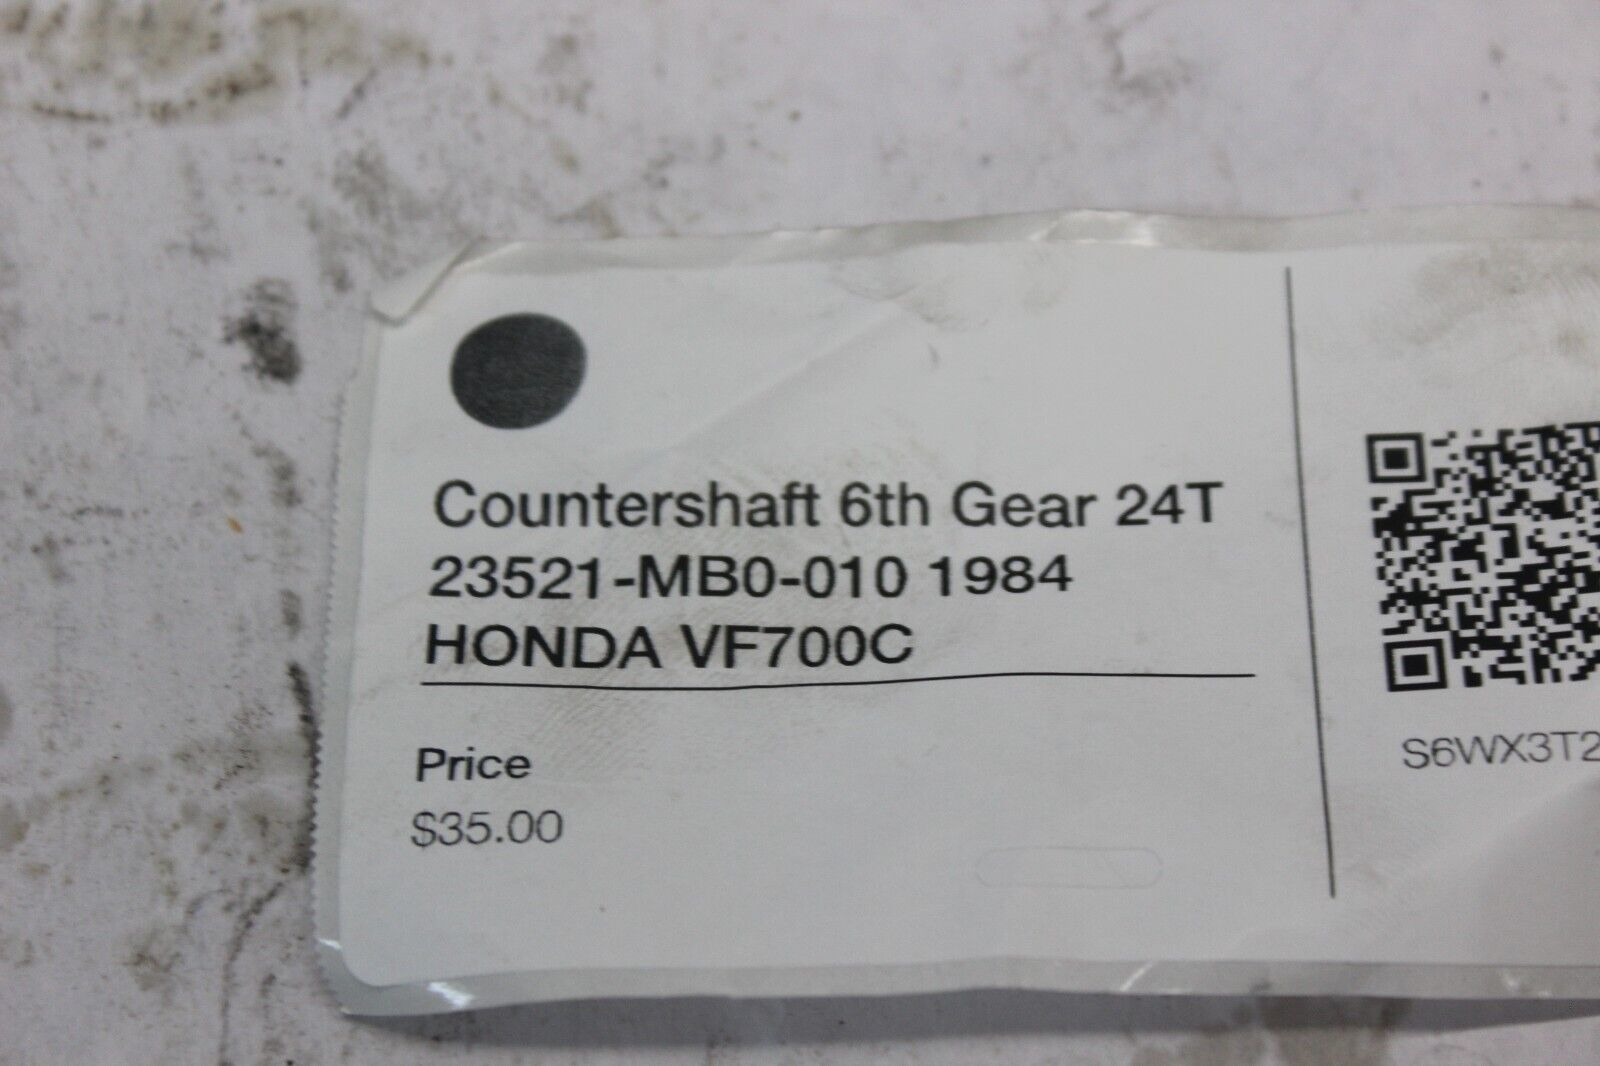 Countershaft 6th Gear 24T
23521-MB0-010 1984
HONDA VF700C
Price
$35.00
S6WX3T2